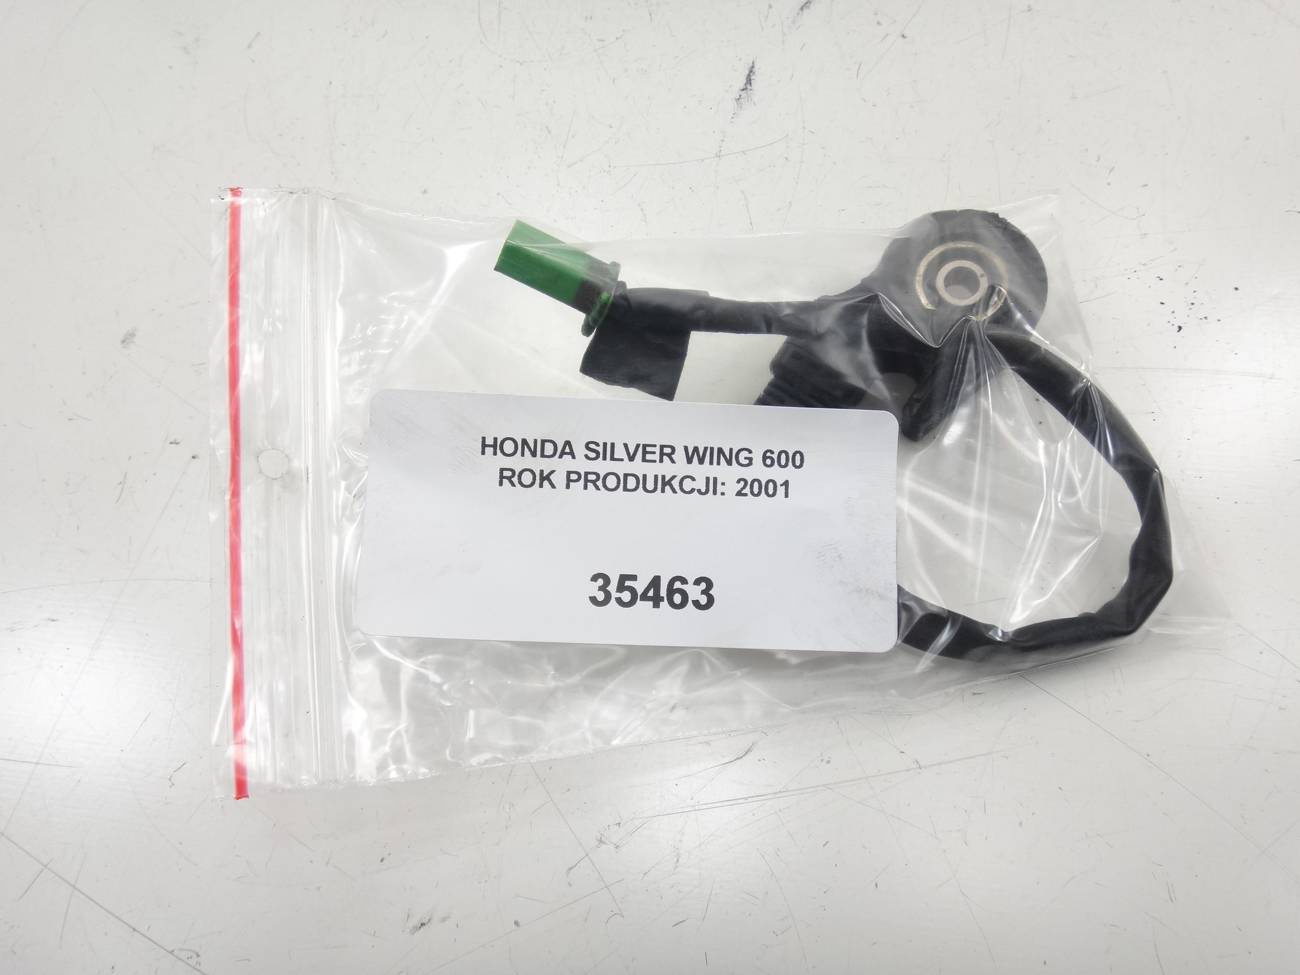 HONDA SILVER WING 600
ROK PRODUKCJI: 2001
35463